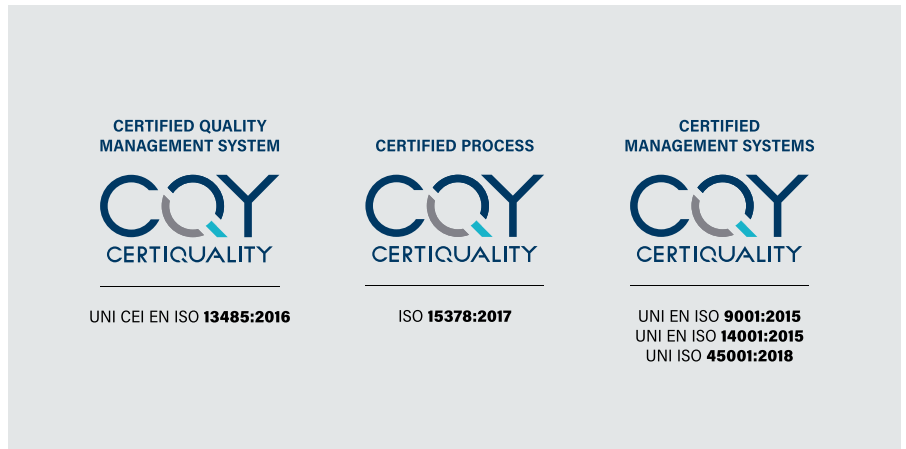 CERTIFIED QUALITY
MANAGEMENT SYSTEM
CQY
CERTIQUALITY
UNI CEI EN ISO 13485:2016
CERTIFIED PROCESS
CQY
CERTIQUALITY
ISO 15378:2017
CERTIFIED
MANAGEMENT SYSTEMS
CQY
CERTIQUALITY
UNI EN ISO 9001:2015
UNI EN ISO 14001:2015
UNI ISO 45001:2018